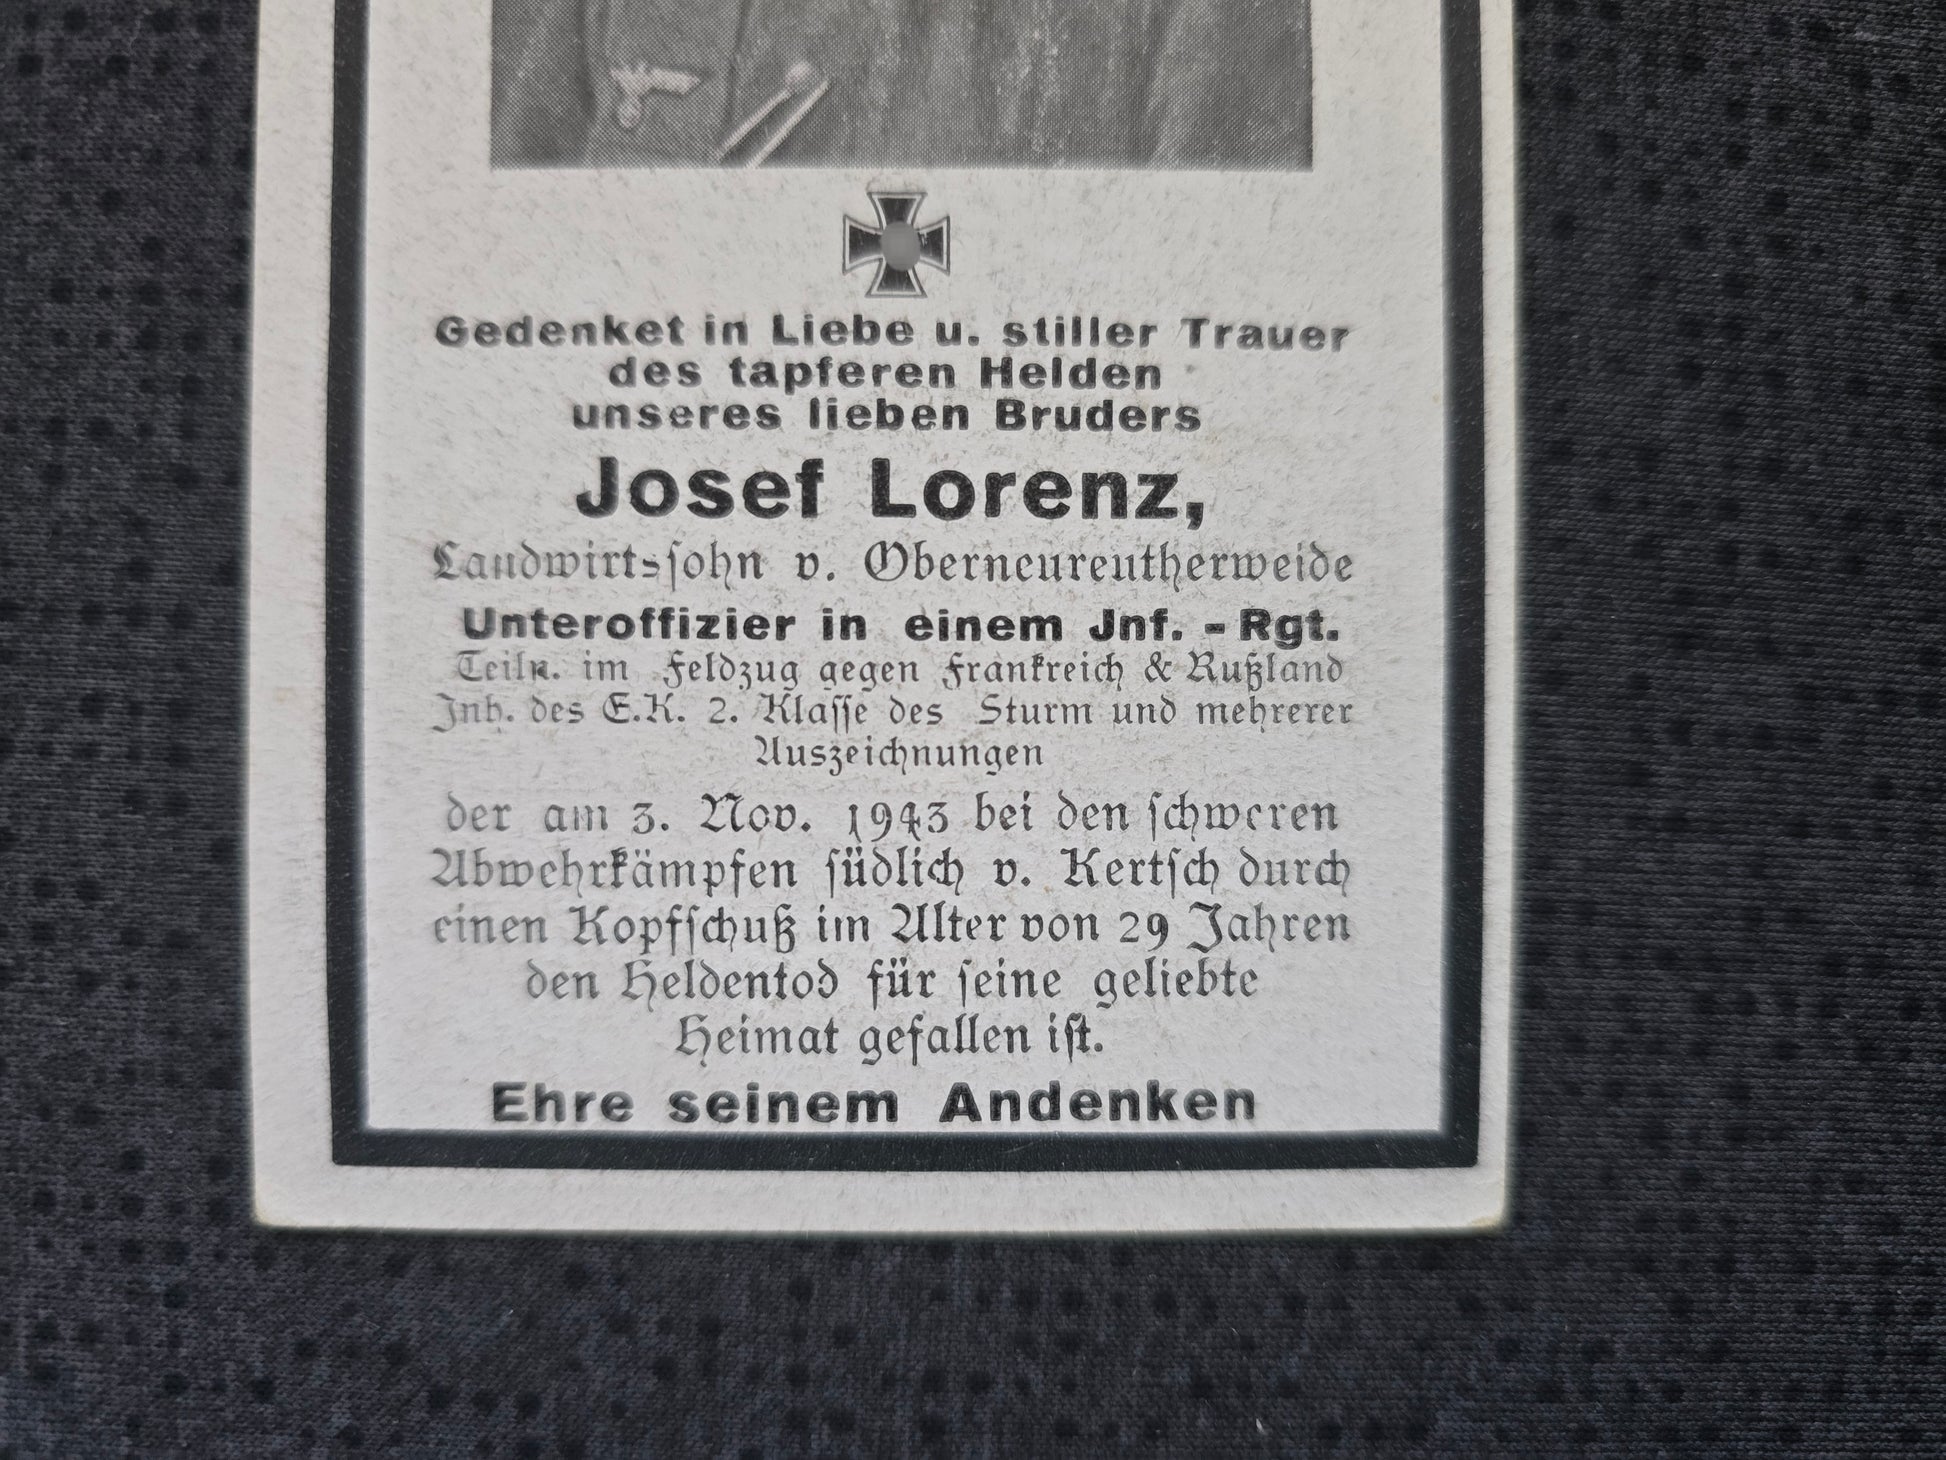 Gedenket in Liebe u. stiller Trauer
des tapferen Helden
unseres lieben Bruders
Josef Lorenz,
Landwirtssohn v. Oberneureutherweide
Unteroffizier in einem Jnf. - Rgt.
Teiln. im Feldzug gegen Frankreich & Rußland
Inh. des E.K. 2. Klasse des Sturm und mehrerer
Auszeichnungen
der am 3. Nov. 1943 bei den schweren
Abwehrkämpfen südlich v. Kertsch durch
einen Kopfschuß im Alter von 29 Jahren
den Heldentod für seine geliebte
Heimat gefallen ist.
Ehre seinem Andenken